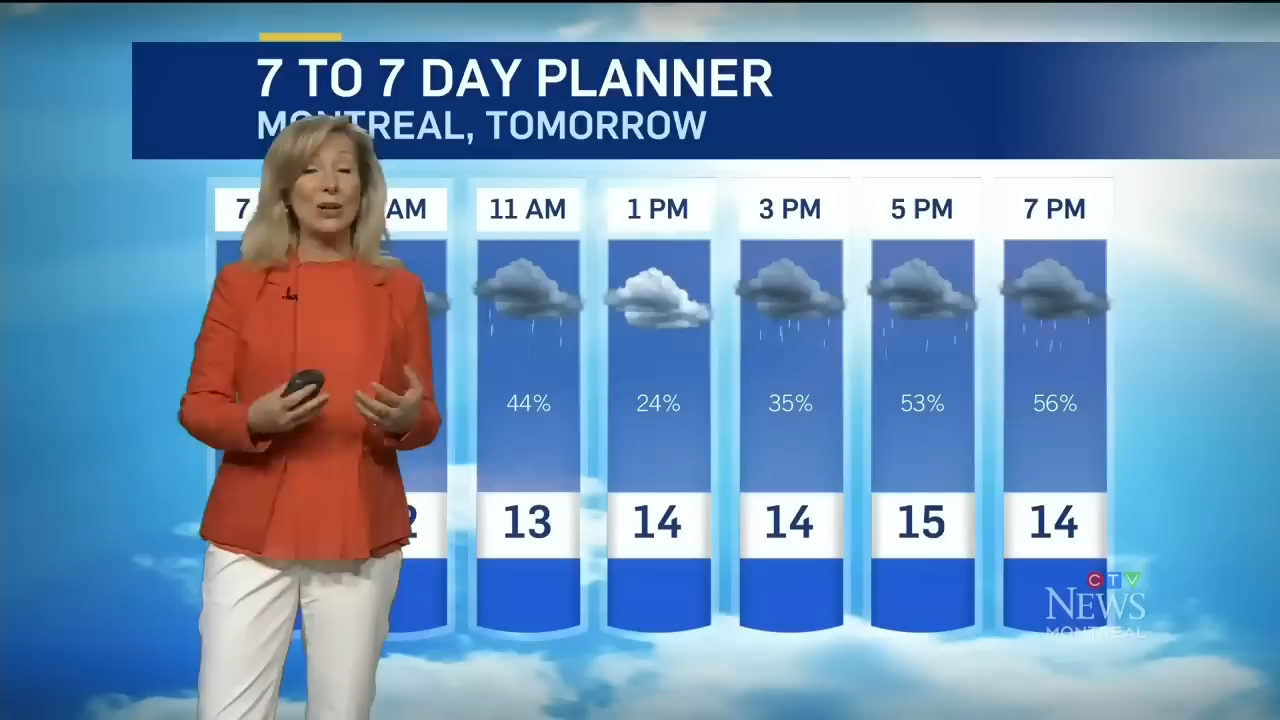 7 TO 7 DAY PLANNER
MONTREAL, TOMORROW
7 AM 11 AM 1 PM 3 PM 5 PM 7 PM
44% 24% 35% 53% 56%
13 14 14 15 14
CTV
NEWS
MONTREAL